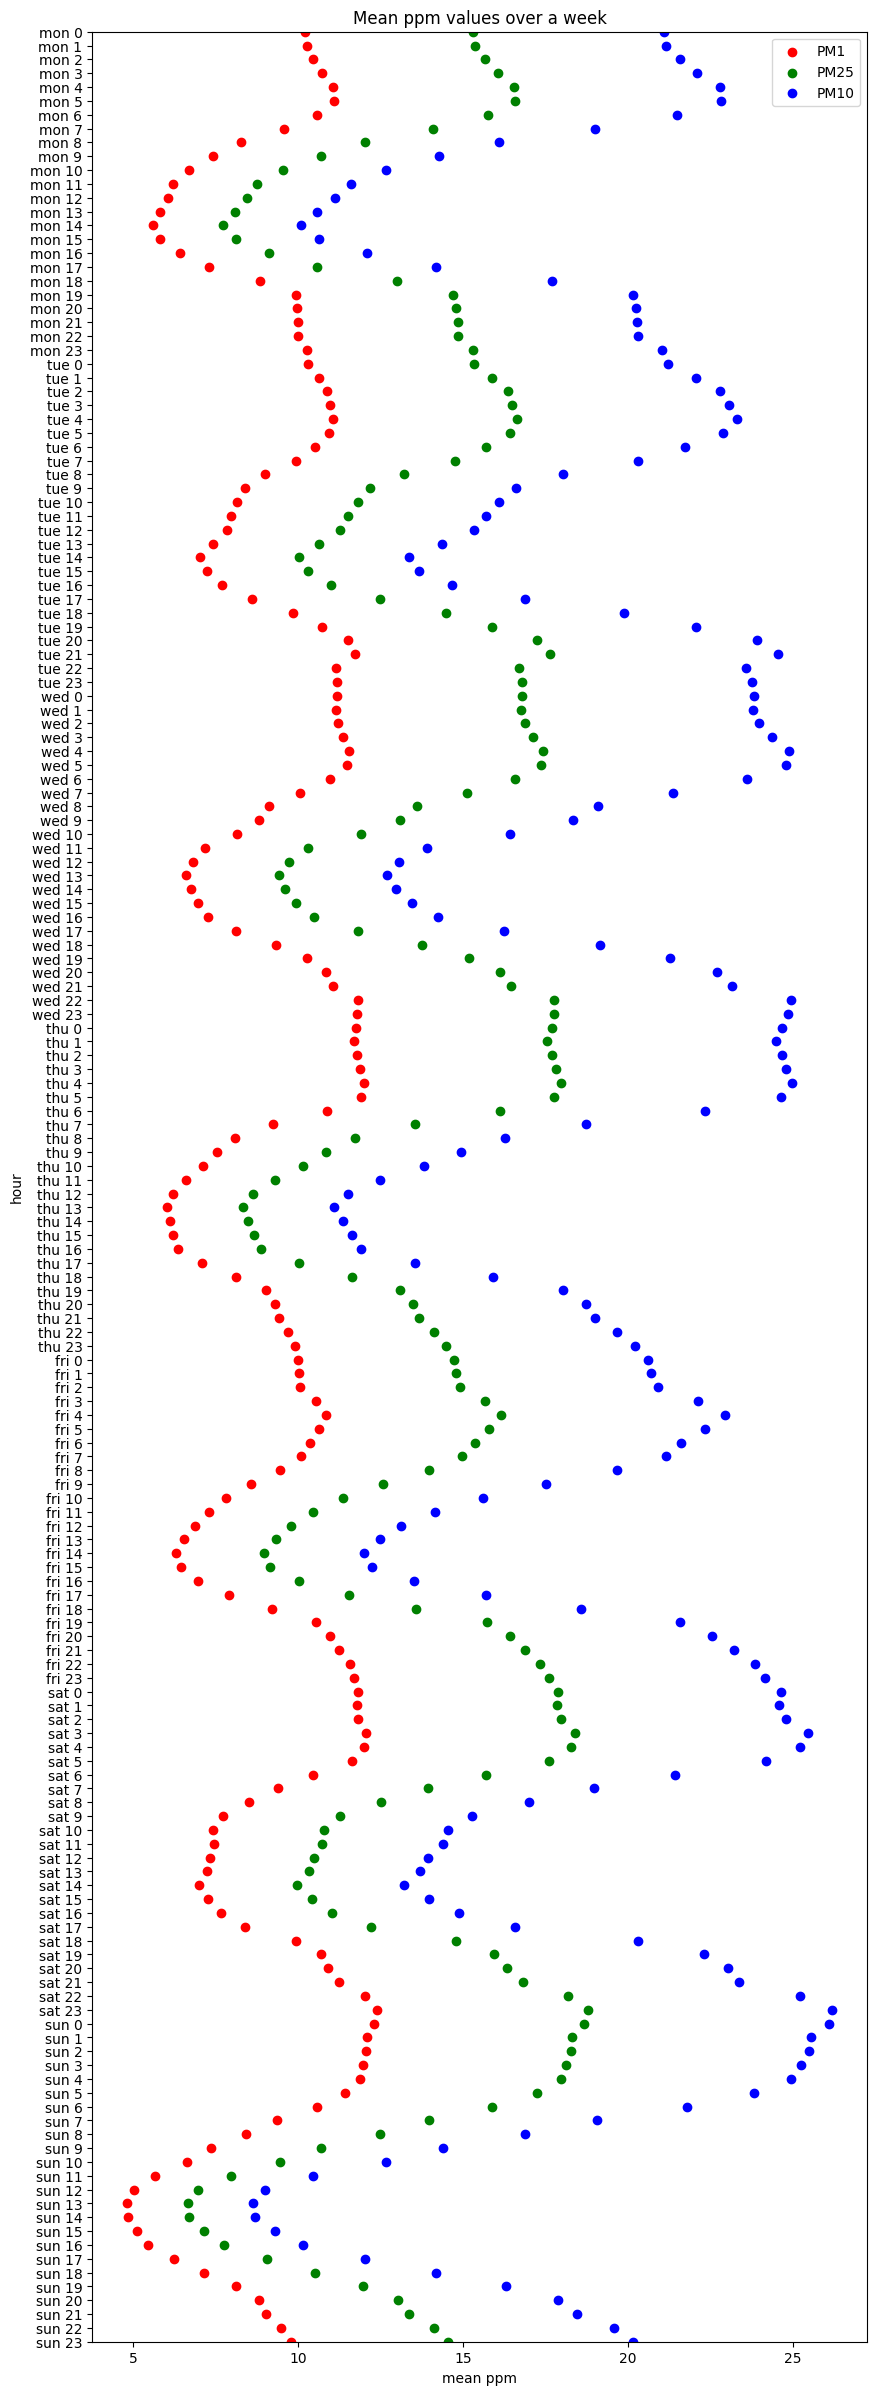 Mean ppm values over a week
PM1
PM25
PM10
mon 0
mon 1
mon 2
mon 3
mon 4
mon 5
mon 6
mon 7
mon 8
mon 9
mon 10
mon 11
mon 12
mon 13
mon 14
mon 15
mon 16
mon 17
mon 18
mon 19
mon 20
mon 21
mon 22
mon 23
tue 0
tue 1
tue 2
tue 3
tue 4
tue 5
tue 6
tue 7
tue 8
tue 9
tue 10
tue 11
tue 12
tue 13
tue 14
tue 15
tue 16
tue 17
tue 18
tue 19
tue 20
tue 21
tue 22
tue 23
wed 0
wed 1
wed 2
wed 3
wed 4
wed 5
wed 6
wed 7
wed 8
wed 9
wed 10
wed 11
wed 12
wed 13
wed 14
wed 15
wed 16
wed 17
wed 18
wed 19
wed 20
wed 21
wed 22
wed 23
thu 0
thu 1
thu 2
thu 3
thu 4
thu 5
thu 6
thu 7
thu 8
thu 9
thu 10
thu 11
thu 12
thu 13
thu 14
thu 15
thu 16
thu 17
thu 18
thu 19
thu 20
thu 21
thu 22
thu 23
fri 0
fri 1
fri 2
fri 3
fri 4
fri 5
fri 6
fri 7
fri 8
fri 9
fri 10
fri 11
fri 12
fri 13
fri 14
fri 15
fri 16
fri 17
fri 18
fri 19
fri 20
fri 21
fri 22
fri 23
sat 0
sat 1
sat 2
sat 3
sat 4
sat 5
sat 6
sat 7
sat 8
sat 9
sat 10
sat 11
sat 12
sat 13
sat 14
sat 15
sat 16
sat 17
sat 18
sat 19
sat 20
sat 21
sat 22
sat 23
sun 0
sun 1
sun 2
sun 3
sun 4
sun 5
sun 6
sun 7
sun 8
sun 9
sun 10
sun 11
sun 12
sun 13
sun 14
sun 15
sun 16
sun 17
sun 18
sun 19
sun 20
sun 21
sun 22
sun 23
hour
5 10 15 20 25
mean ppm